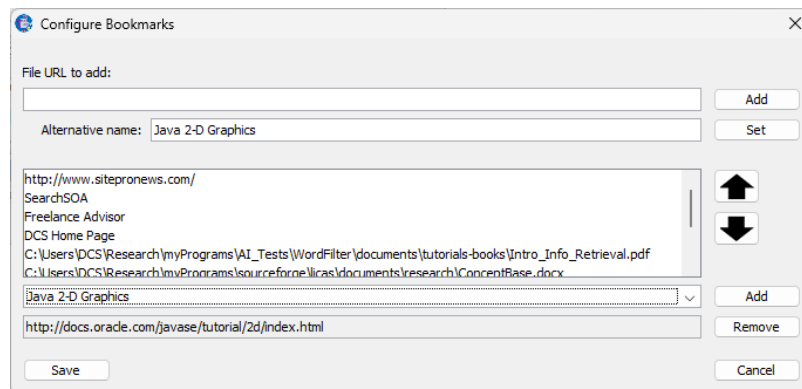 Configure Bookmarks
File URL to add:
Add
Alternative name: Java 2-D Graphics Set
http://www.sitepronews.com/
SearchSOA
Freelance Advisor
DCS Home Page
C:\Users\DCS\Research\myPrograms\AI_Tests\WordFilter\documents\tutorials-books\Intro_Info_Retrieval.pdf
C:\Users\DCS\Research\myPrograms\sourceforge\licas\documents\research\ConceptBase.docx
Java 2-D Graphics Add
http://docs.oracle.com/javase/tutorial/2d/index.html Remove
Save Cancel